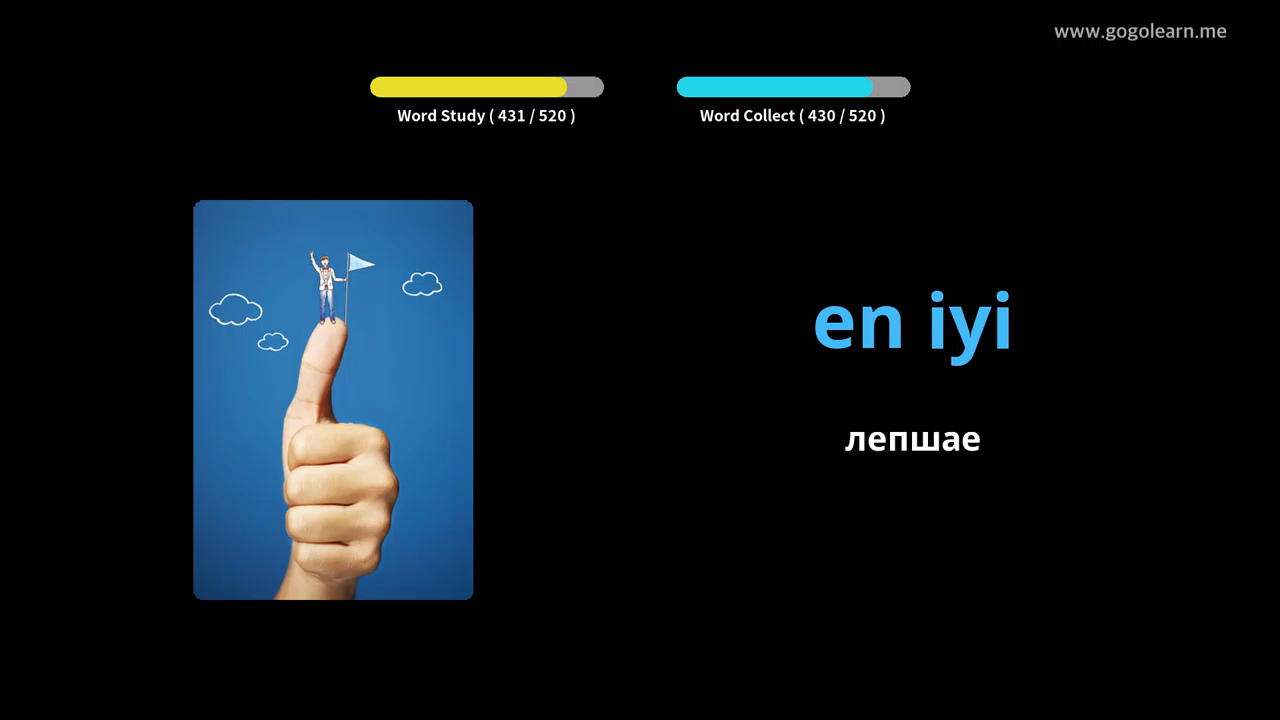 www.gogolearn.me
Word Study ( 431 / 520 )
Word Collect ( 430 / 520 )
en iyi
лепшае